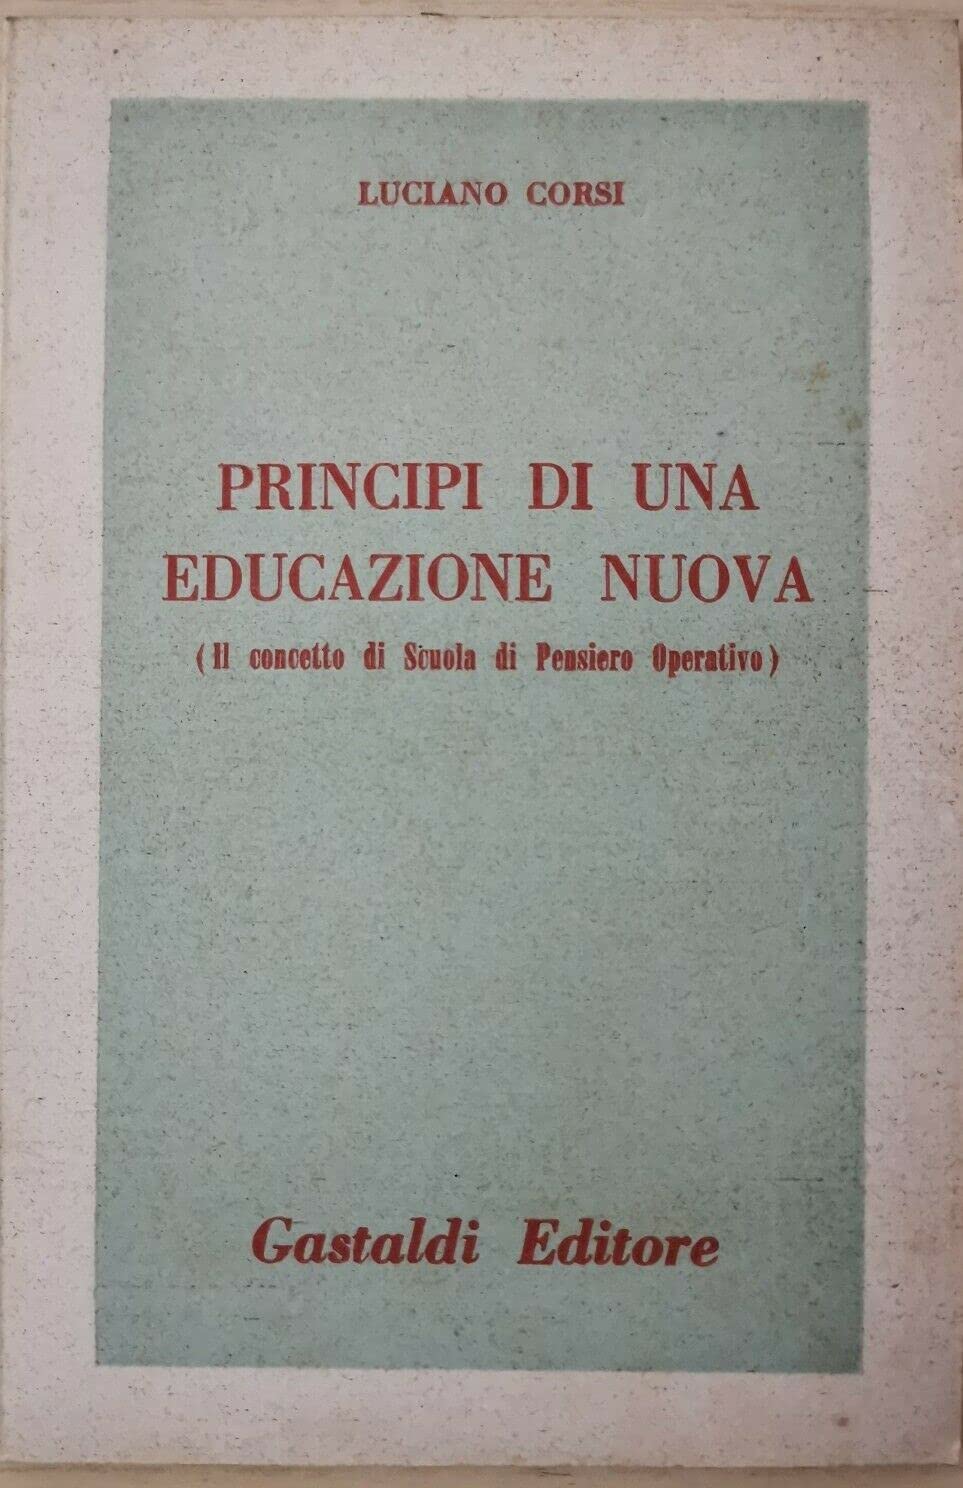 LUCIANO CORSI
PRINCIPI DI UNA
EDUCAZIONE NUOVA
(Il concetto di Scuola di Pensiero Operativo)
Gastaldi Editore